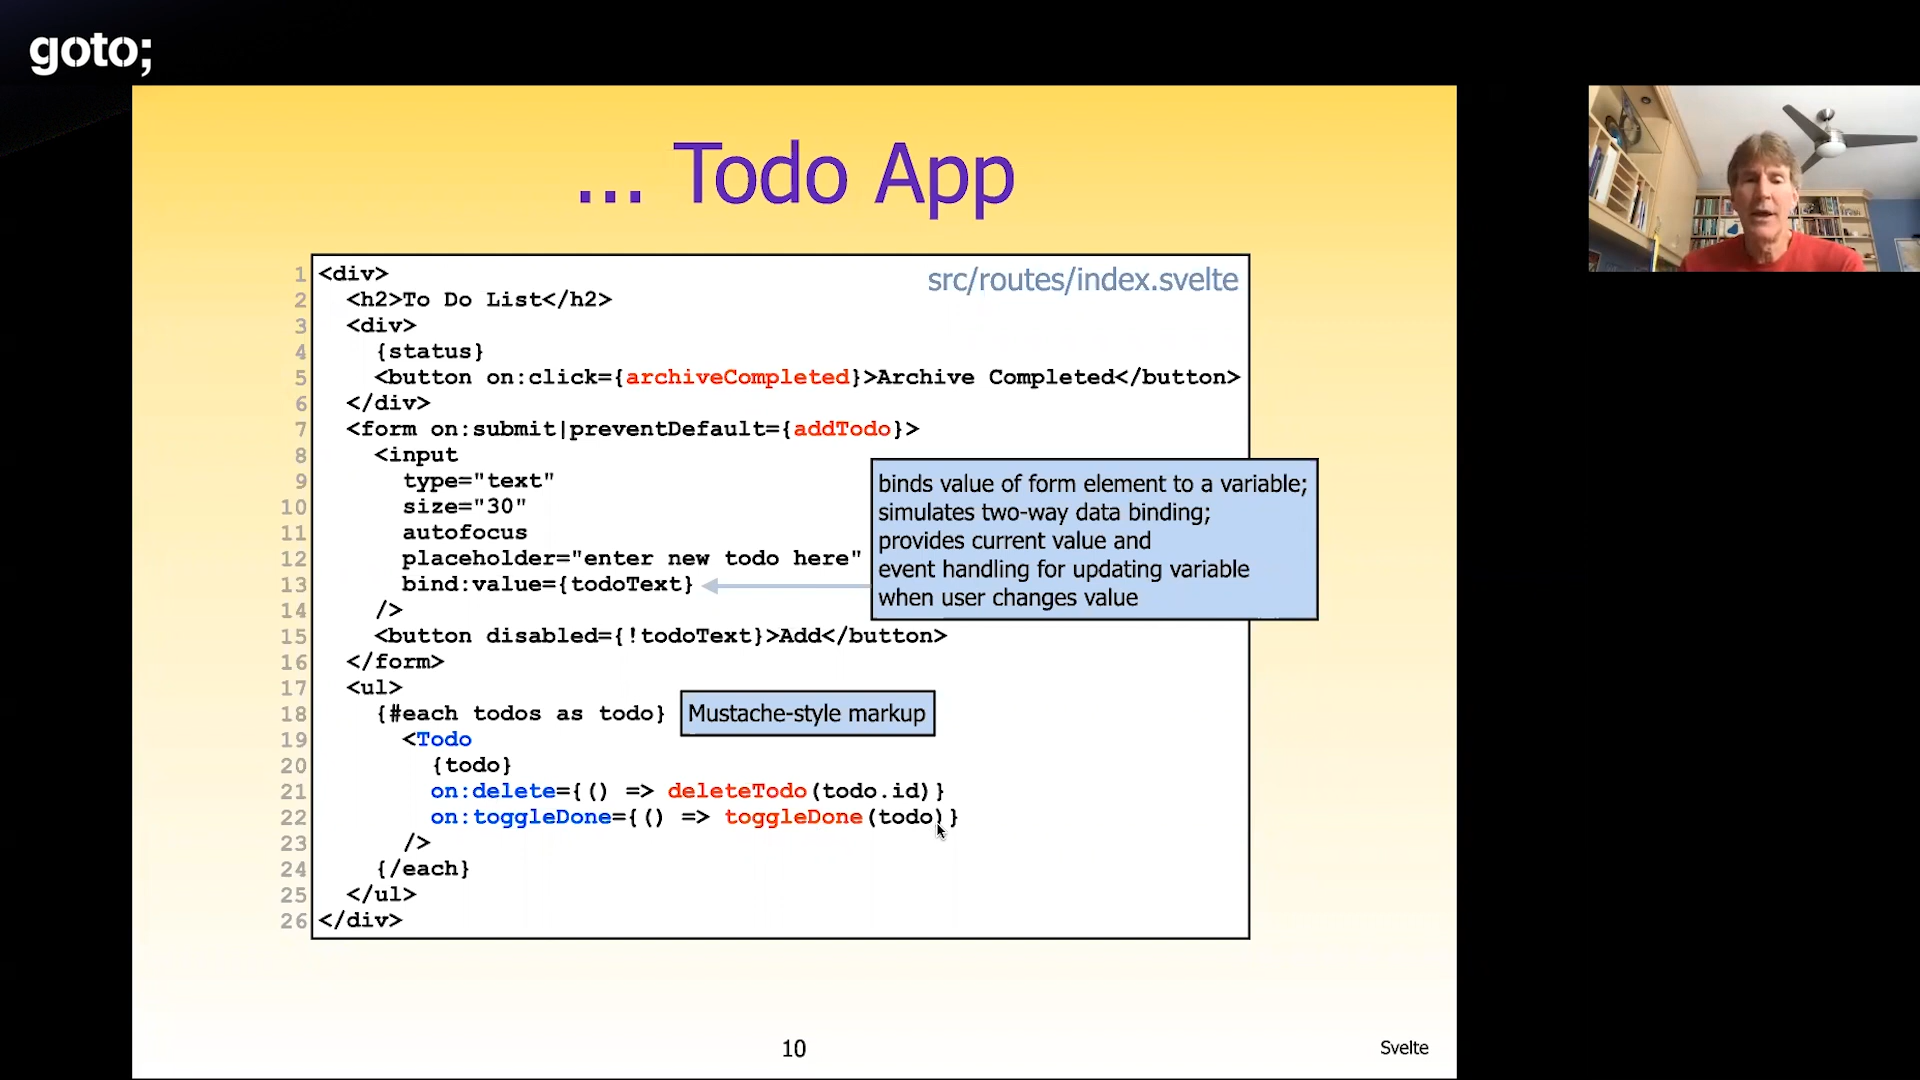 goto;
... Todo App
src/routes/index.svelte
1 <div>
2 <h2>To Do List</h2>
3 <div>
4 {status}
5 <button on:click={archiveCompleted}>Archive Completed</button>
6 </div>
7 <form on:submit|preventDefault={addTodo}>
8 <input
9 type="text"
10 size="30"
11 autofocus
12 placeholder="enter new todo here"
13 bind:value={todoText}
14 />
15 <button disabled={!todoText}>Add</button>
16 </form>
17 <ul>
18 {#each todos as todo}
19 <Todo
20 {todo}
21 on:delete={() => deleteTodo(todo.id)}
22 on:toggleDone={() => toggleDone(todo)}
23 />
24 {/each}
25 </ul>
26 </div>
binds value of form element to a variable;
simulates two-way data binding;
provides current value and
event handling for updating variable
when user changes value
Mustache-style markup
10
Svelte